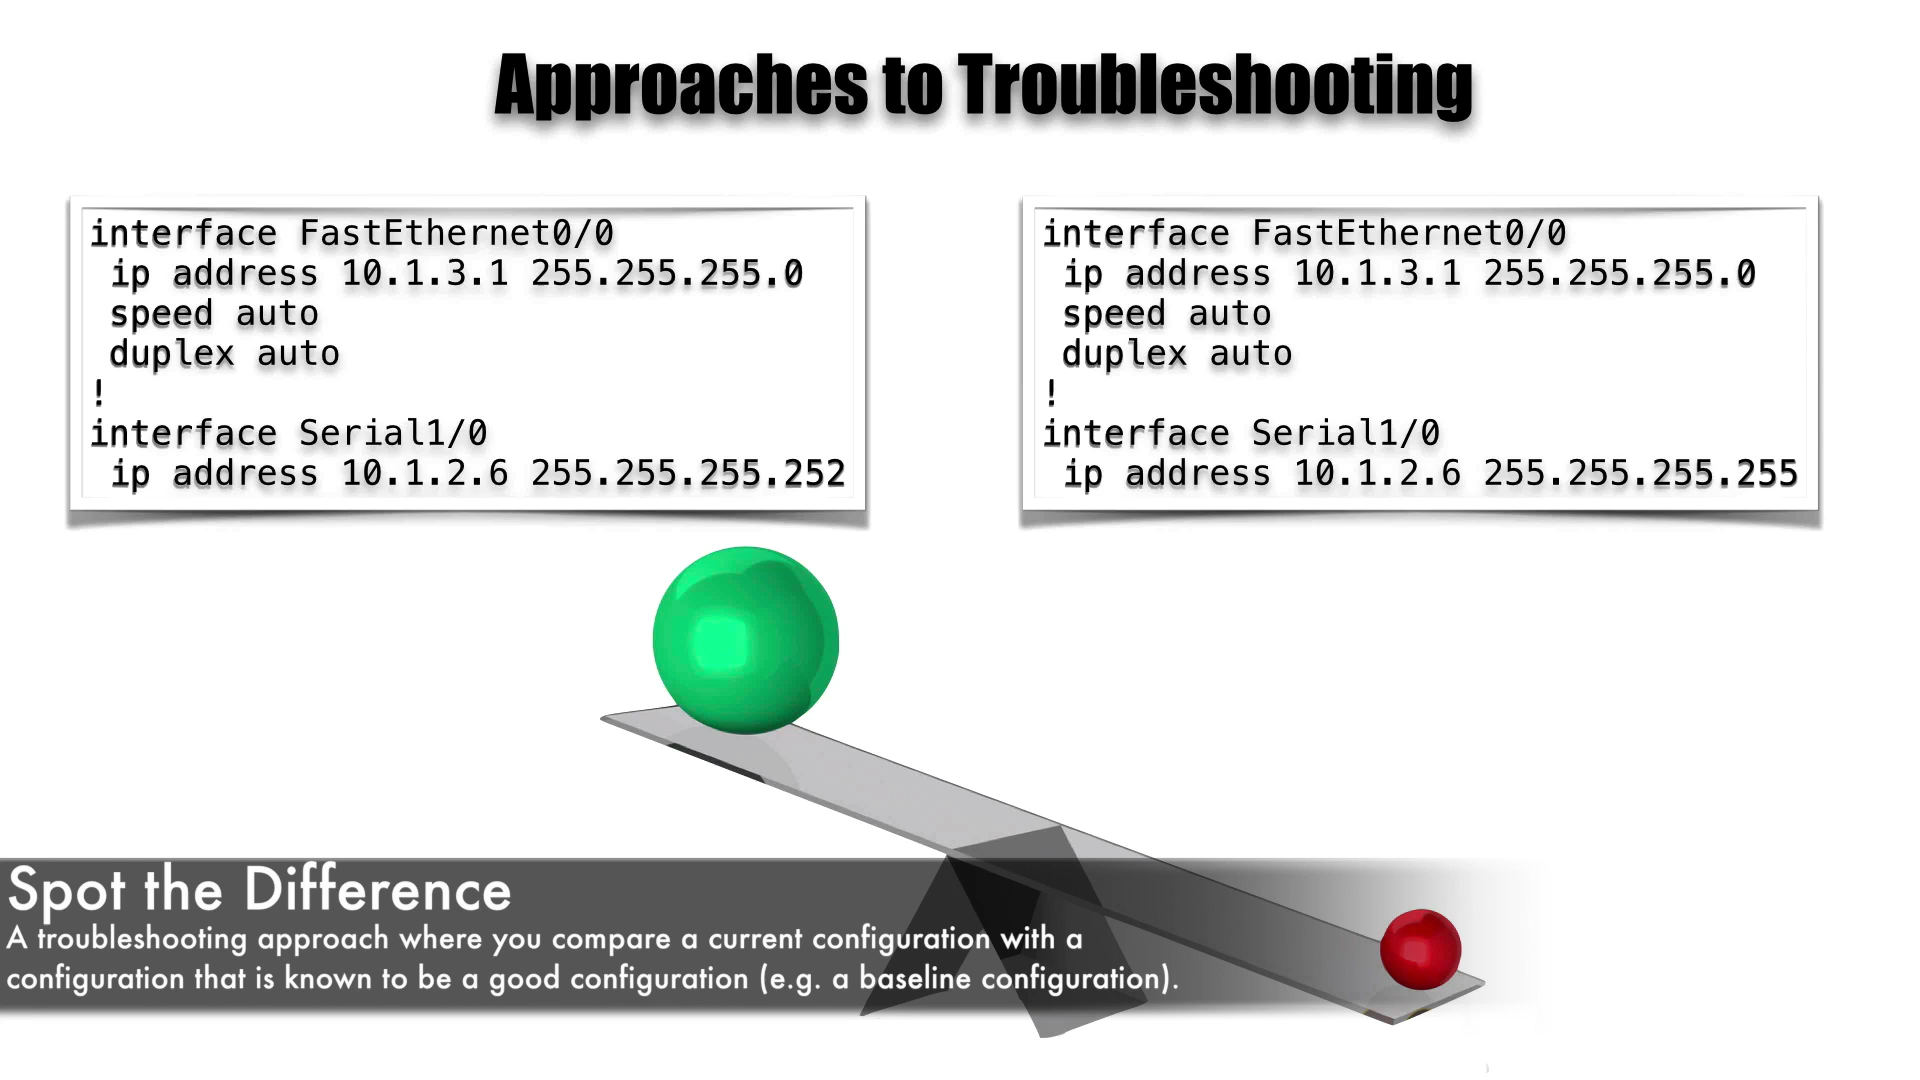 Approaches to Troubleshooting
interface FastEthernet0/0
 ip address 10.1.3.1 255.255.255.0
 speed auto
 duplex auto
!
interface Serial1/0
 ip address 10.1.2.6 255.255.255.252
interface FastEthernet0/0
 ip address 10.1.3.1 255.255.255.0
 speed auto
 duplex auto
!
interface Serial1/0
 ip address 10.1.2.6 255.255.255.255
Spot the Difference
A troubleshooting approach where you compare a current configuration with a
configuration that is known to be a good configuration (e.g. a baseline configuration).